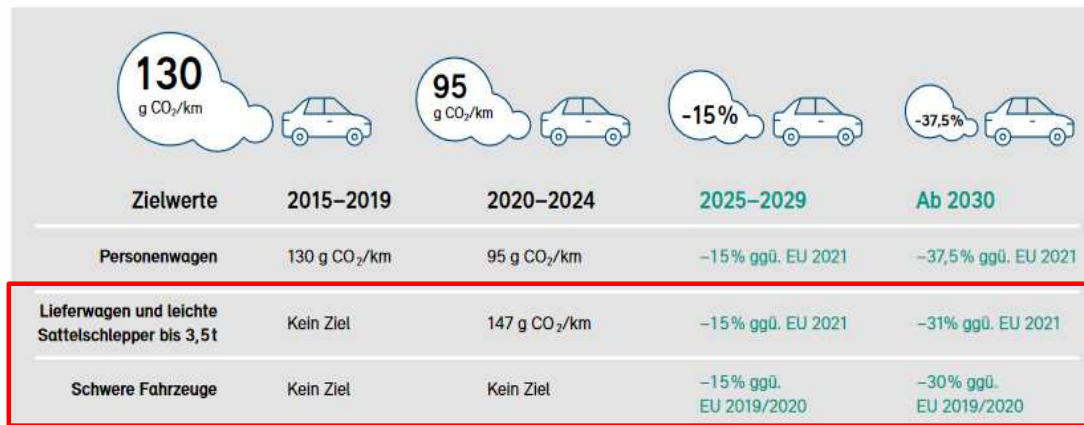 130
g CO₂/km
95
g CO₂/km
-15%
-37,5%
Zielwerte 2015–2019 2020–2024 2025–2029 Ab 2030
Personenwagen 130 g CO₂/km 95 g CO₂/km –15% ggü. EU 2021 –37,5% ggü. EU 2021
Lieferwagen und leichte
Sattelschlepper bis 3,5t Kein Ziel 147 g CO₂/km –15% ggü. EU 2021 –31% ggü. EU 2021
Schwere Fahrzeuge Kein Ziel Kein Ziel –15% ggü. –30% ggü.
EU 2019/2020 EU 2019/2020